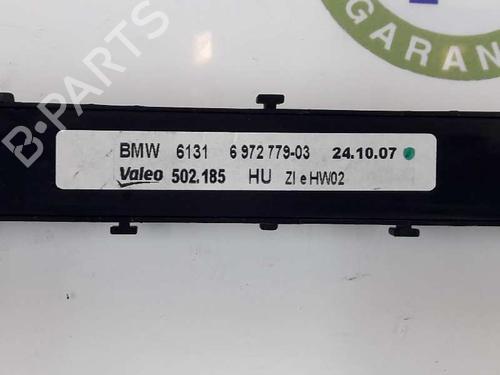 GARAN
B-PARTS
BMW 6131 6 972 779-03 24.10.07
Valeo 502.185 HU ZI e HW02